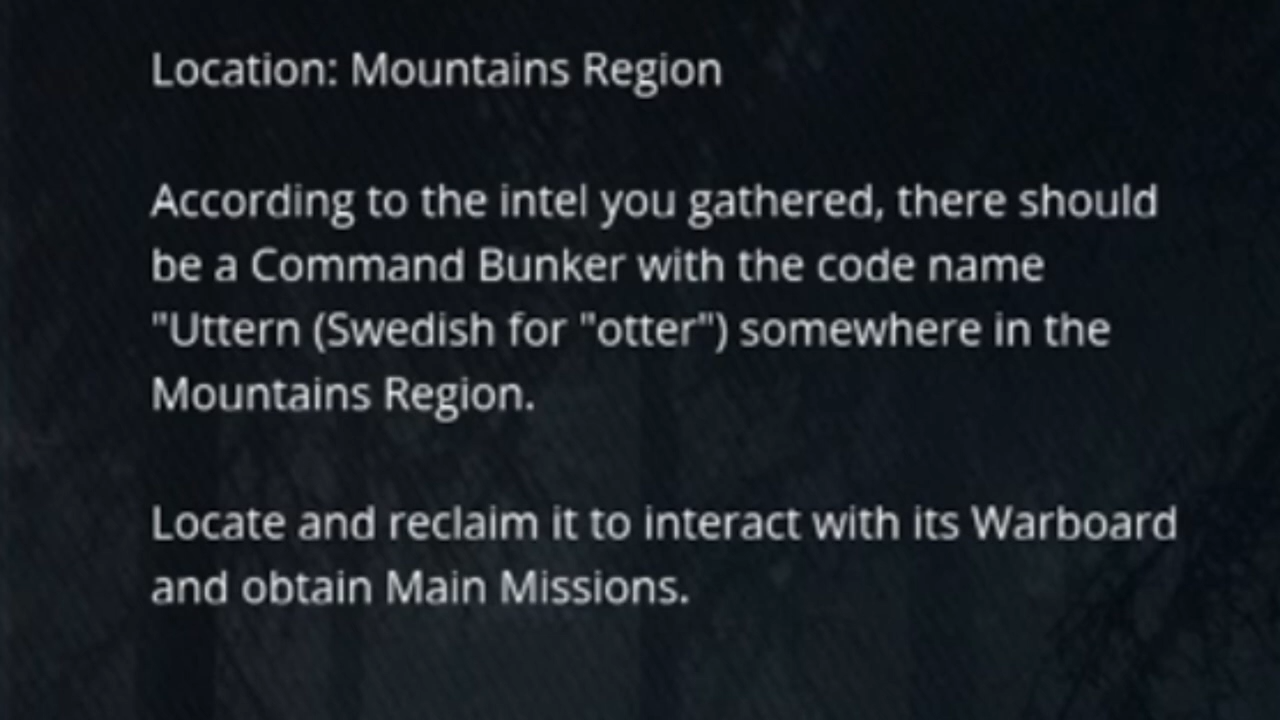 Location: Mountains Region
According to the intel you gathered, there should
be a Command Bunker with the code name
"Uttern (Swedish for "otter") somewhere in the
Mountains Region.
Locate and reclaim it to interact with its Warboard
and obtain Main Missions.